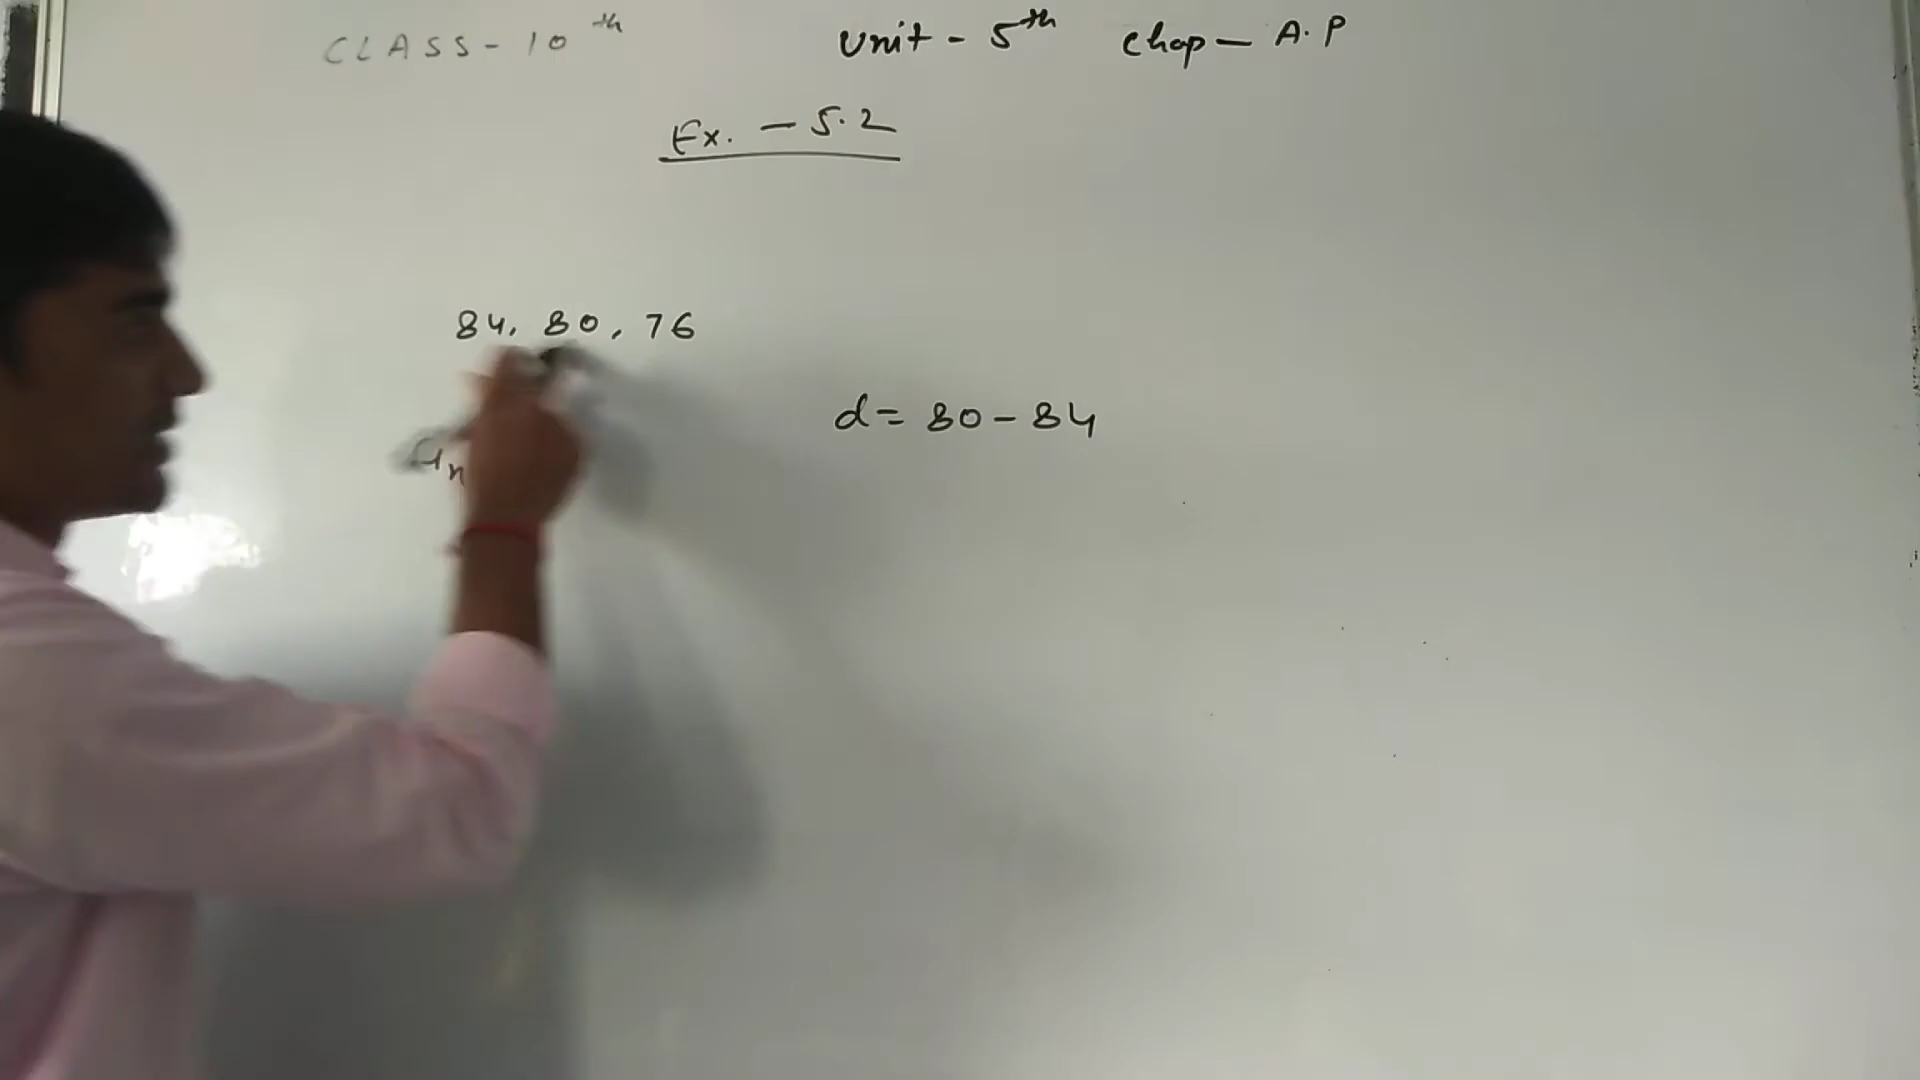 CLASS-10th Unit - 5th Chap - A.P
Ex. - 5.2
84, 80, 76
d = 80 - 84
an